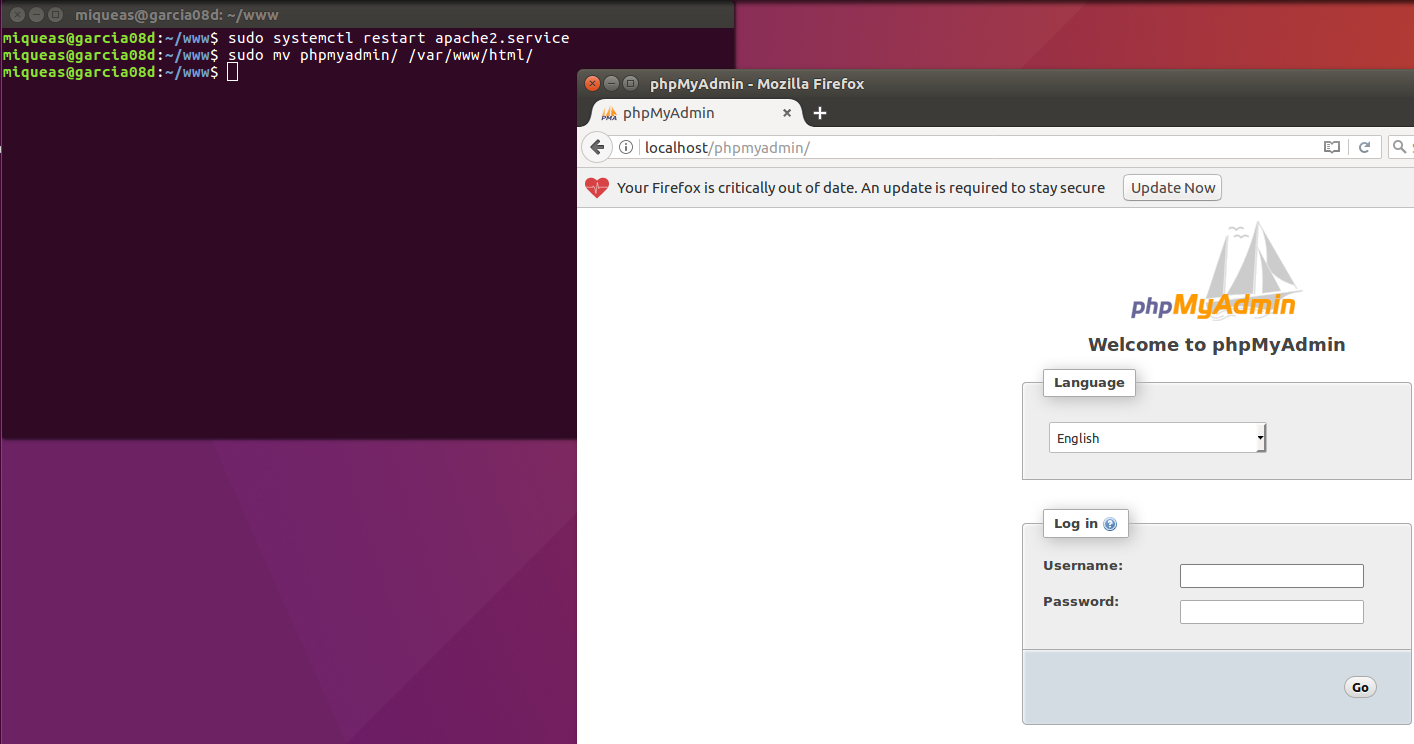 miqueas@garcia08d: ~/www
miqueas@garcia08d:~/www$ sudo systemctl restart apache2.service
miqueas@garcia08d:~/www$ sudo mv phpmyadmin/ /var/www/html/
miqueas@garcia08d:~/www$
phpMyAdmin - Mozilla Firefox
PMA phpMyAdmin
localhost/phpmyadmin/
Your Firefox is critically out of date. An update is required to stay secure Update Now
phpMyAdmin
Welcome to phpMyAdmin
Language
English
Log in
Username:
Password:
Go